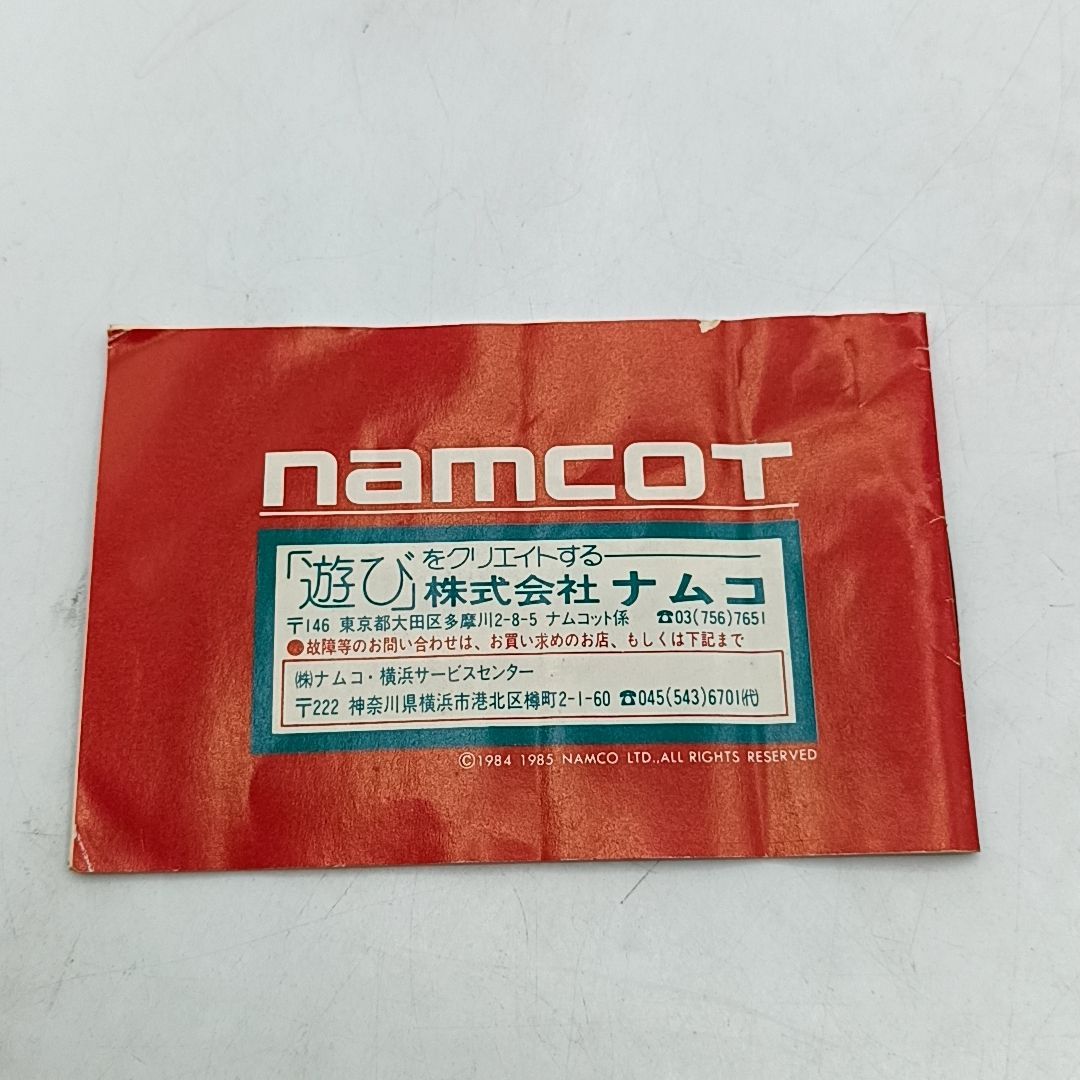 namcoT
「遊び」をクリエイトする
株式会社 ナムコ
〒146 東京都大田区多摩川2-8-5 ナムコット係 ☎03(756)7651
●故障等のお問い合わせは、お買い求めのお店、もしくは下記まで
㈱ナムコ・横浜サービスセンター
〒222 神奈川県横浜市港北区樽町2-1-60 ☎045(543)6701㈹
©1984 1985 NAMCO LTD.,ALL RIGHTS RESERVED